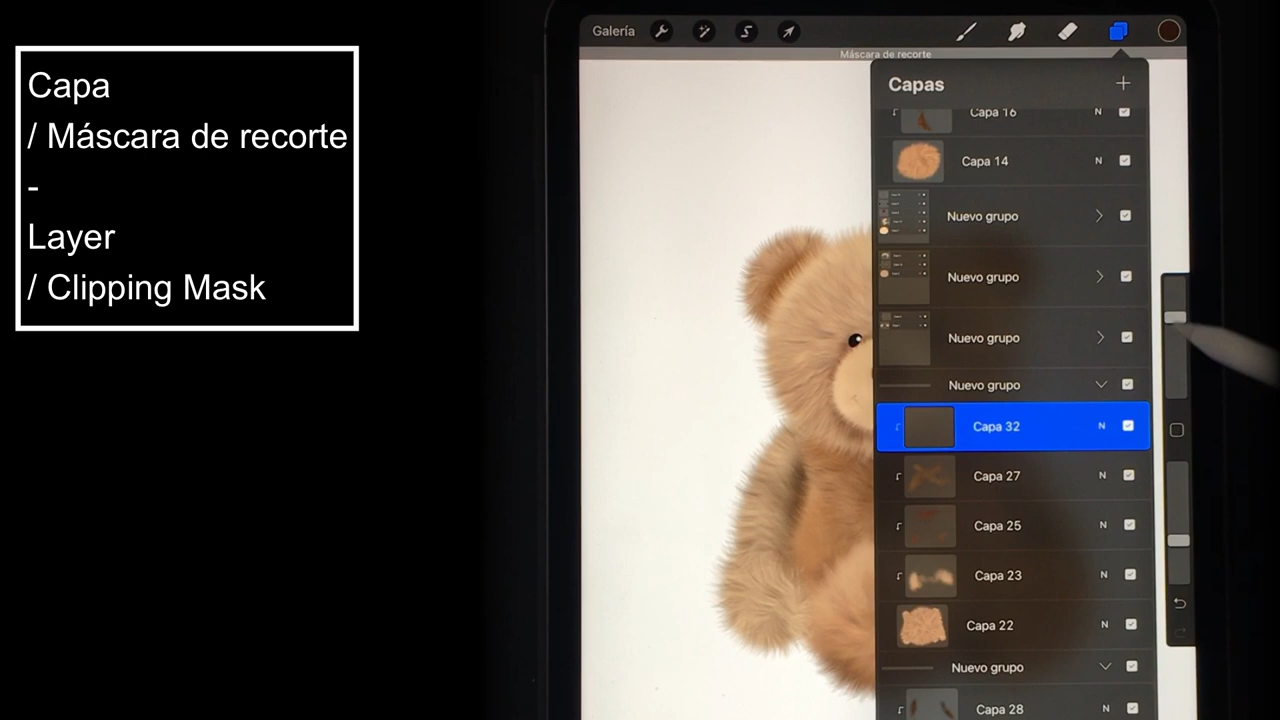 Capa
/ Máscara de recorte
-
Layer
/ Clipping Mask
Galería
Máscara de recorte
Capas
Capa 16 N
Capa 14 N
Nuevo grupo
Nuevo grupo
Nuevo grupo
Nuevo grupo
Capa 32 N
Capa 27 N
Capa 25 N
Capa 23 N
Capa 22 N
Nuevo grupo
Capa 28 N